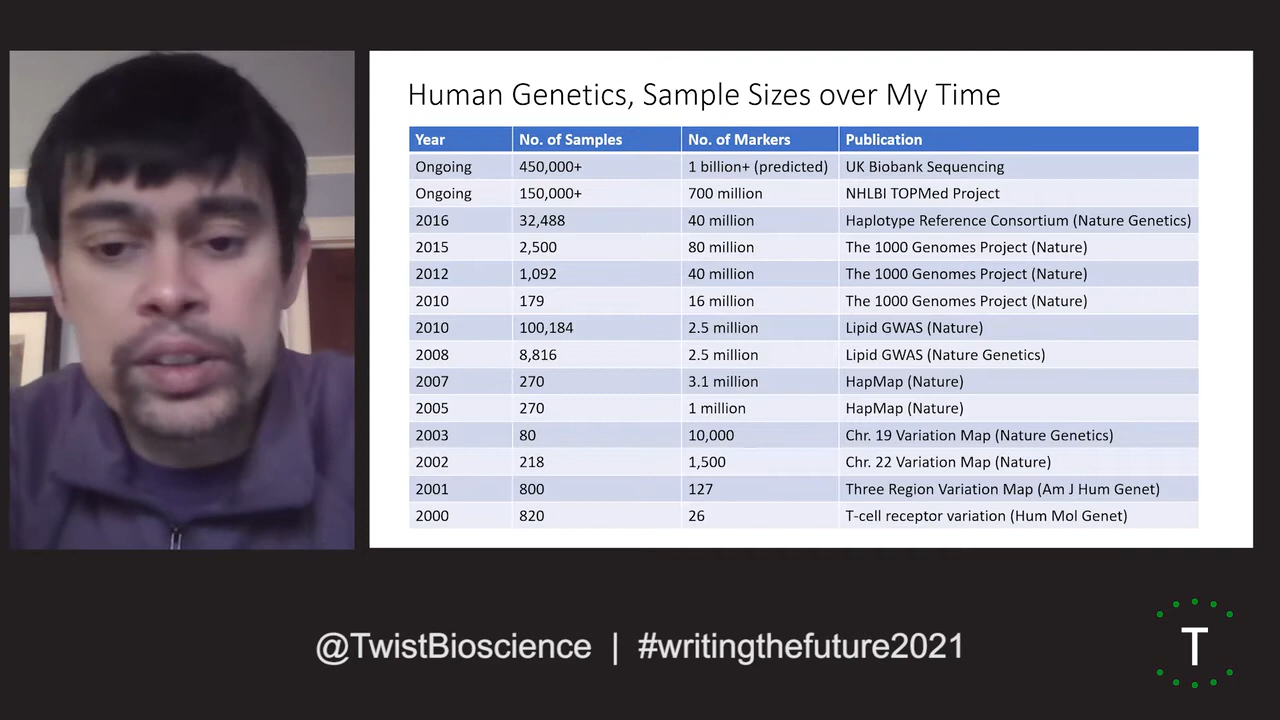 Human Genetics, Sample Sizes over My Time
Year No. of Samples No. of Markers Publication
Ongoing 450,000+ 1 billion+ (predicted) UK Biobank Sequencing
Ongoing 150,000+ 700 million NHLBI TOPMed Project
2016 32,488 40 million Haplotype Reference Consortium (Nature Genetics)
2015 2,500 80 million The 1000 Genomes Project (Nature)
2012 1,092 40 million The 1000 Genomes Project (Nature)
2010 179 16 million The 1000 Genomes Project (Nature)
2010 100,184 2.5 million Lipid GWAS (Nature)
2008 8,816 2.5 million Lipid GWAS (Nature Genetics)
2007 270 3.1 million HapMap (Nature)
2005 270 1 million HapMap (Nature)
2003 80 10,000 Chr. 19 Variation Map (Nature Genetics)
2002 218 1,500 Chr. 22 Variation Map (Nature)
2001 800 127 Three Region Variation Map (Am J Hum Genet)
2000 820 26 T-cell receptor variation (Hum Mol Genet)
@TwistBioscience | #writingthefuture2021
T